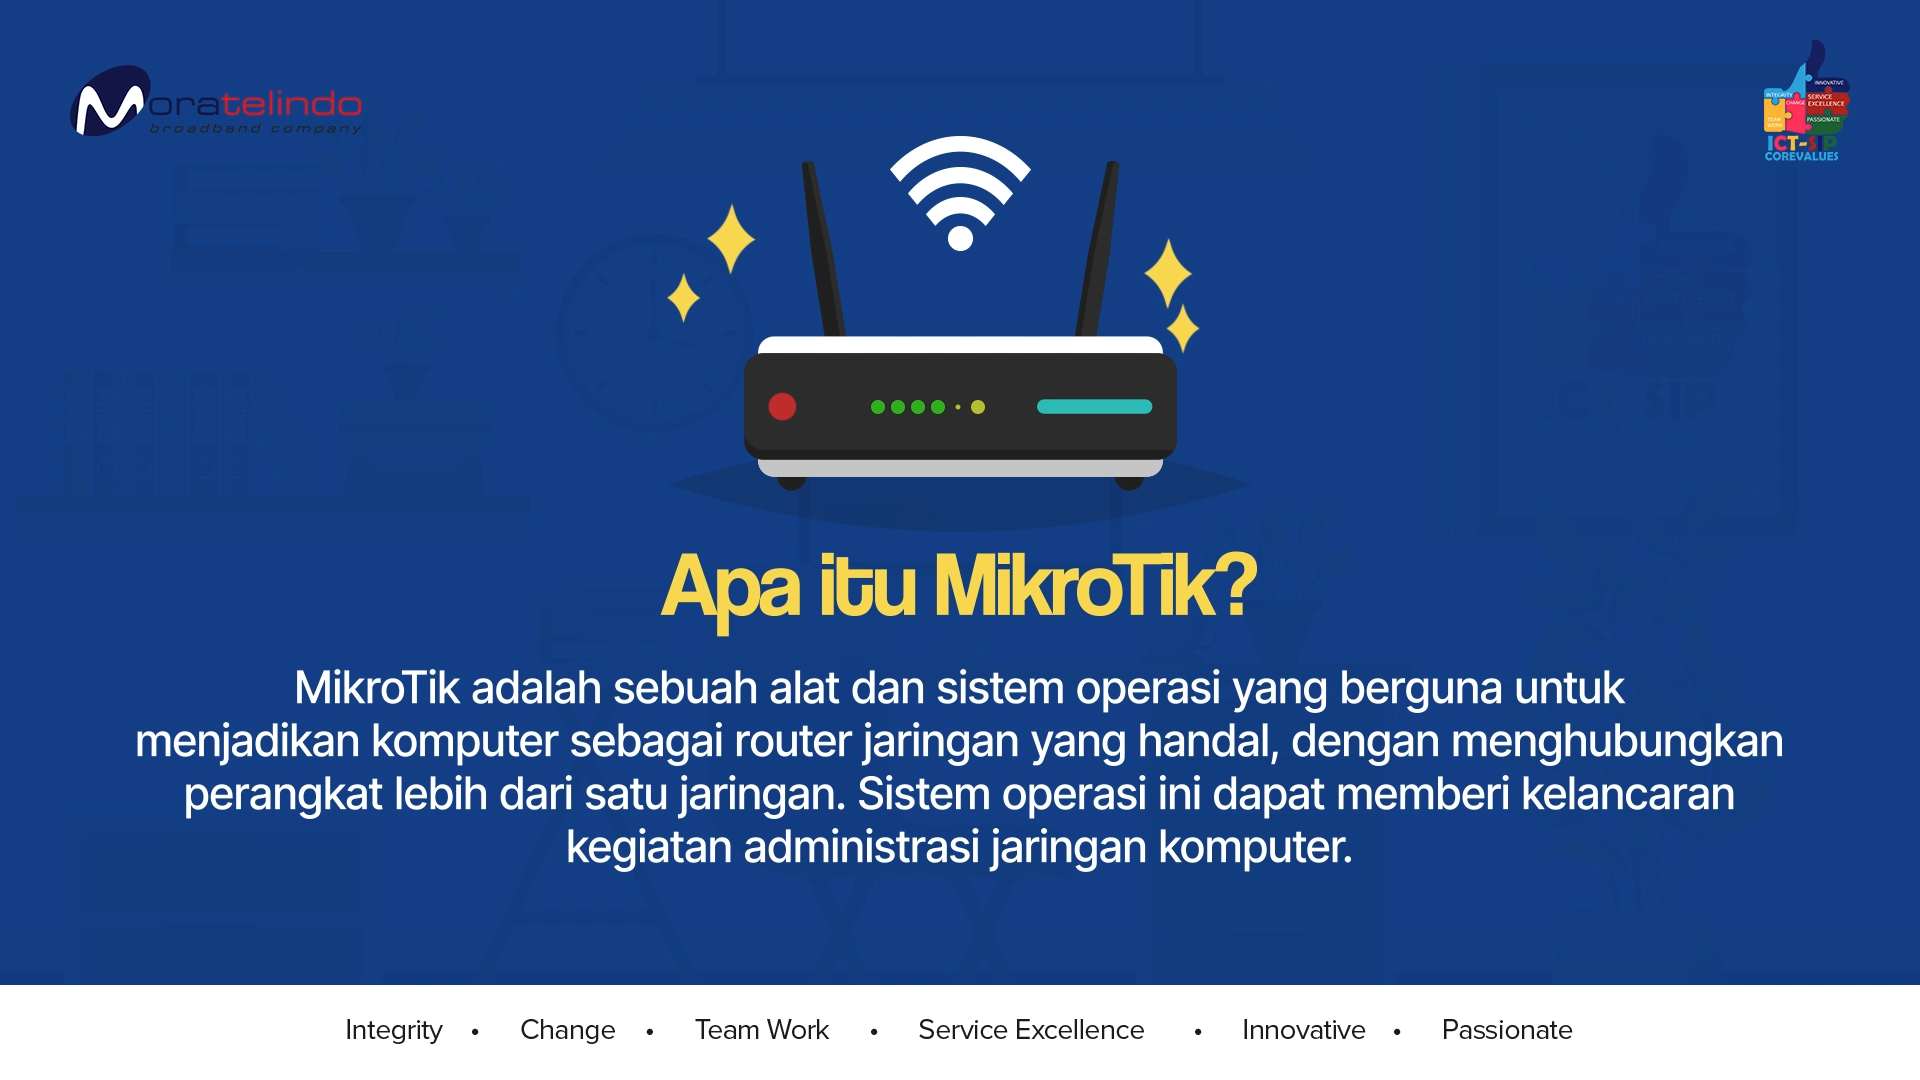 Moratelindo
broadband company
INNOVATIVE
INTEGRITY
CHANGE
SERVICE
EXCELLENCE
TEAM
WORK
PASSIONATE
ICT-SIP
COREVALUES
Apa itu MikroTik?
MikroTik adalah sebuah alat dan sistem operasi yang berguna untuk
menjadikan komputer sebagai router jaringan yang handal, dengan menghubungkan
perangkat lebih dari satu jaringan. Sistem operasi ini dapat memberi kelancaran
kegiatan administrasi jaringan komputer.
Integrity • Change • Team Work • Service Excellence • Innovative • Passionate